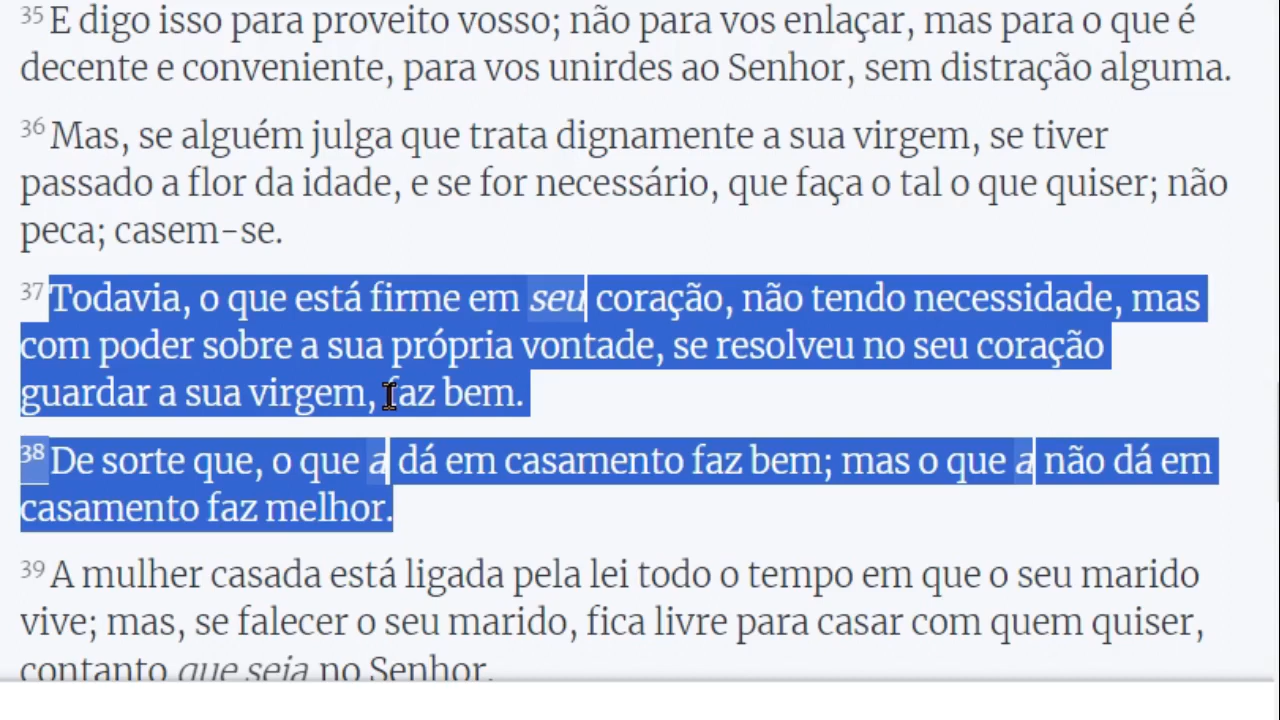 35 E digo isso para proveito vosso; não para vos enlaçar, mas para o que é
decente e conveniente, para vos unirdes ao Senhor, sem distração alguma.
36 Mas, se alguém julga que trata dignamente a sua virgem, se tiver
passado a flor da idade, e se for necessário, que faça o tal o que quiser; não
peca; casem-se.
37 Todavia, o que está firme em seu coração, não tendo necessidade, mas
com poder sobre a sua própria vontade, se resolveu no seu coração
guardar a sua virgem, faz bem.
38 De sorte que, o que a dá em casamento faz bem; mas o que a não dá em
casamento faz melhor.
39 A mulher casada está ligada pela lei todo o tempo em que o seu marido
vive; mas, se falecer o seu marido, fica livre para casar com quem quiser,
contanto que seja no Senhor.